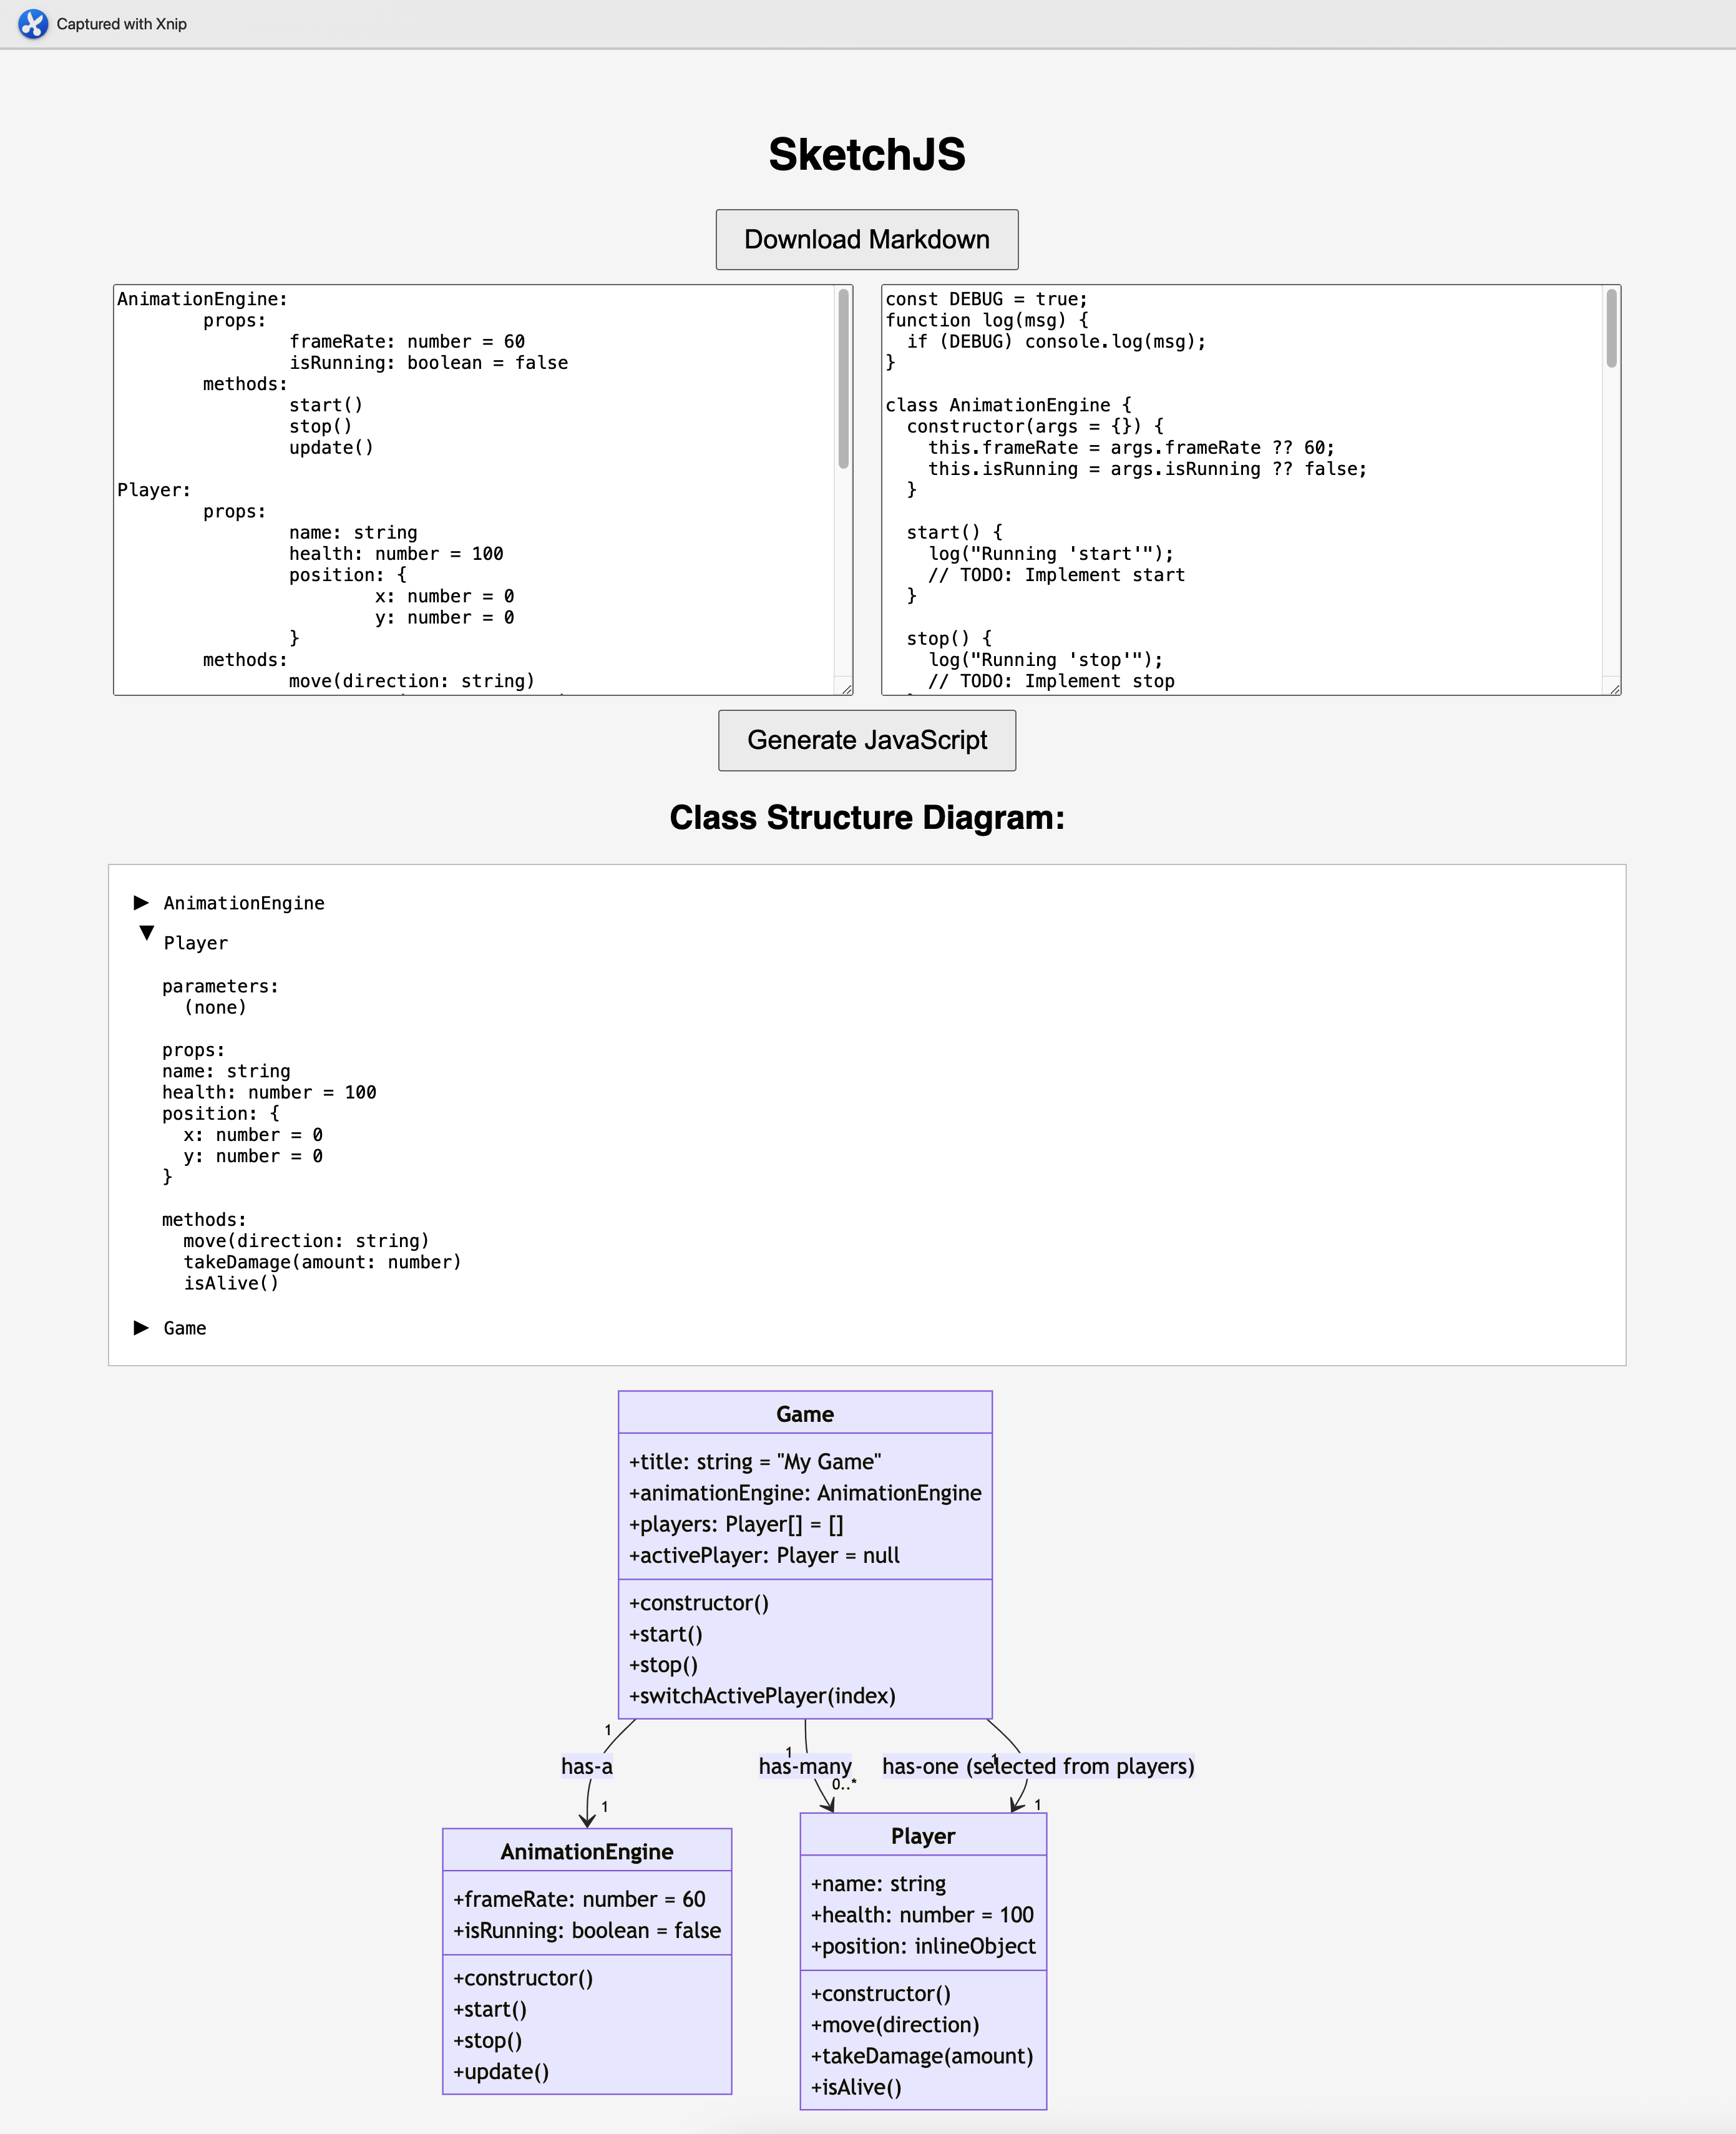 Captured with Xnip
SketchJS
Download Markdown
AnimationEngine:
props:
frameRate: number = 60
isRunning: boolean = false
methods:
start()
stop()
update()
Player:
props:
name: string
health: number = 100
position: {
x: number = 0
y: number = 0
}
methods:
move(direction: string)
const DEBUG = true;
function log(msg) {
if (DEBUG) console.log(msg);
}
class AnimationEngine {
constructor(args = {}) {
this.frameRate = args.frameRate ?? 60;
this.isRunning = args.isRunning ?? false;
}
start() {
log("Running 'start'");
// TODO: Implement start
}
stop() {
log("Running 'stop'");
// TODO: Implement stop
Generate JavaScript
Class Structure Diagram:
▶ AnimationEngine
▼ Player
parameters:
(none)
props:
name: string
health: number = 100
position: {
x: number = 0
y: number = 0
}
methods:
move(direction: string)
takeDamage(amount: number)
isAlive()
▶ Game
Game
+title: string = "My Game"
+animationEngine: AnimationEngine
+players: Player[] = []
+activePlayer: Player = null
+constructor()
+start()
+stop()
+switchActivePlayer(index)
1
has-a
1
1
has-many
0..*
1
has-one (selected from players)
1
AnimationEngine
+frameRate: number = 60
+isRunning: boolean = false
+constructor()
+start()
+stop()
+update()
Player
+name: string
+health: number = 100
+position: inlineObject
+constructor()
+move(direction)
+takeDamage(amount)
+isAlive()